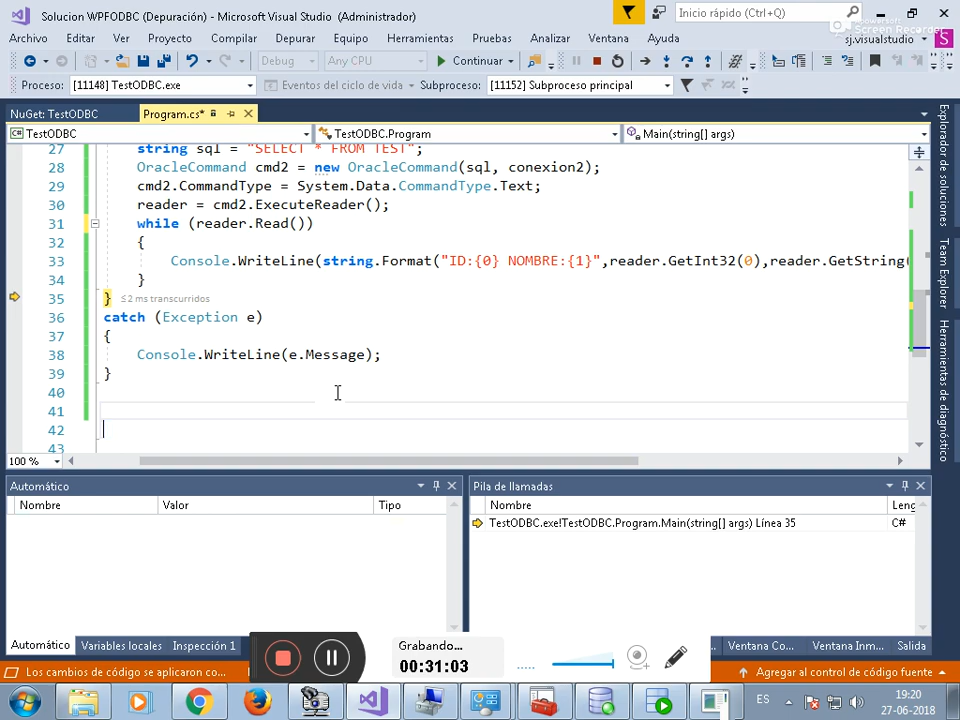 Solucion WPFODBC (Depuración) - Microsoft Visual Studio (Administrador)
Inicio rápido (Ctrl+Q)
Archivo Editar Ver Proyecto Compilar Depurar Equipo Herramientas Pruebas Analizar Ventana Ayuda sj.visualstudio S
Debug Any CPU Continuar
Proceso: [11148] TestODBC.exe Eventos del ciclo de vida Subproceso: [11152] Subproceso principal
NuGet: TestODBC Program.cs*
TestODBC TestODBC.Program Main(string[] args)
27 string sql = "SELECT * FROM TEST";
28 OracleCommand cmd2 = new OracleCommand(sql, conexion2);
29 cmd2.CommandType = System.Data.CommandType.Text;
30 reader = cmd2.ExecuteReader();
31 while (reader.Read())
32 {
33 Console.WriteLine(string.Format("ID:{0} NOMBRE:{1}",reader.GetInt32(0),reader.GetString(
34 }
35 } ≤2 ms transcurridos
36 catch (Exception e)
37 {
38 Console.WriteLine(e.Message);
39 }
40
41
42
43
100 %
Explorador de soluciones
Team Explorer
Herramientas de diagnóstico
Automático
Nombre Valor Tipo
Automático Variables locales Inspección 1
Pila de llamadas
Nombre Leng
TestODBC.exe!TestODBC.Program.Main(string[] args) Línea 35 C#
Ventana Co... Ventana Inm... Salida
Grabando...
00:31:03
Los cambios de código se aplicaron co...
Agregar al control de código fuente
ES
19:20
27-06-2018